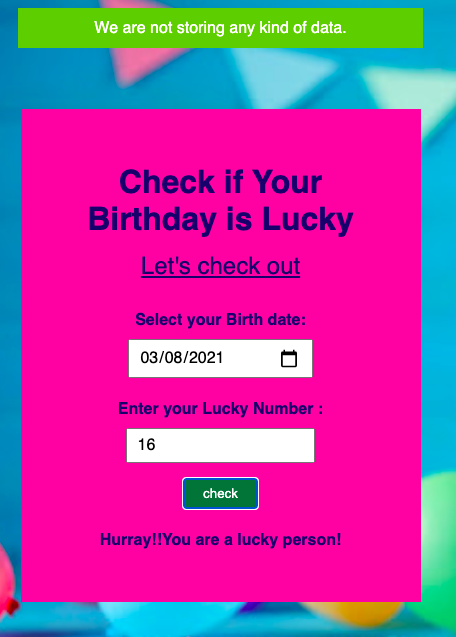 We are not storing any kind of data.
Check if Your
Birthday is Lucky
Let's check out
Select your Birth date:
03/08/2021
Enter your Lucky Number :
16
check
Hurray!!You are a lucky person!